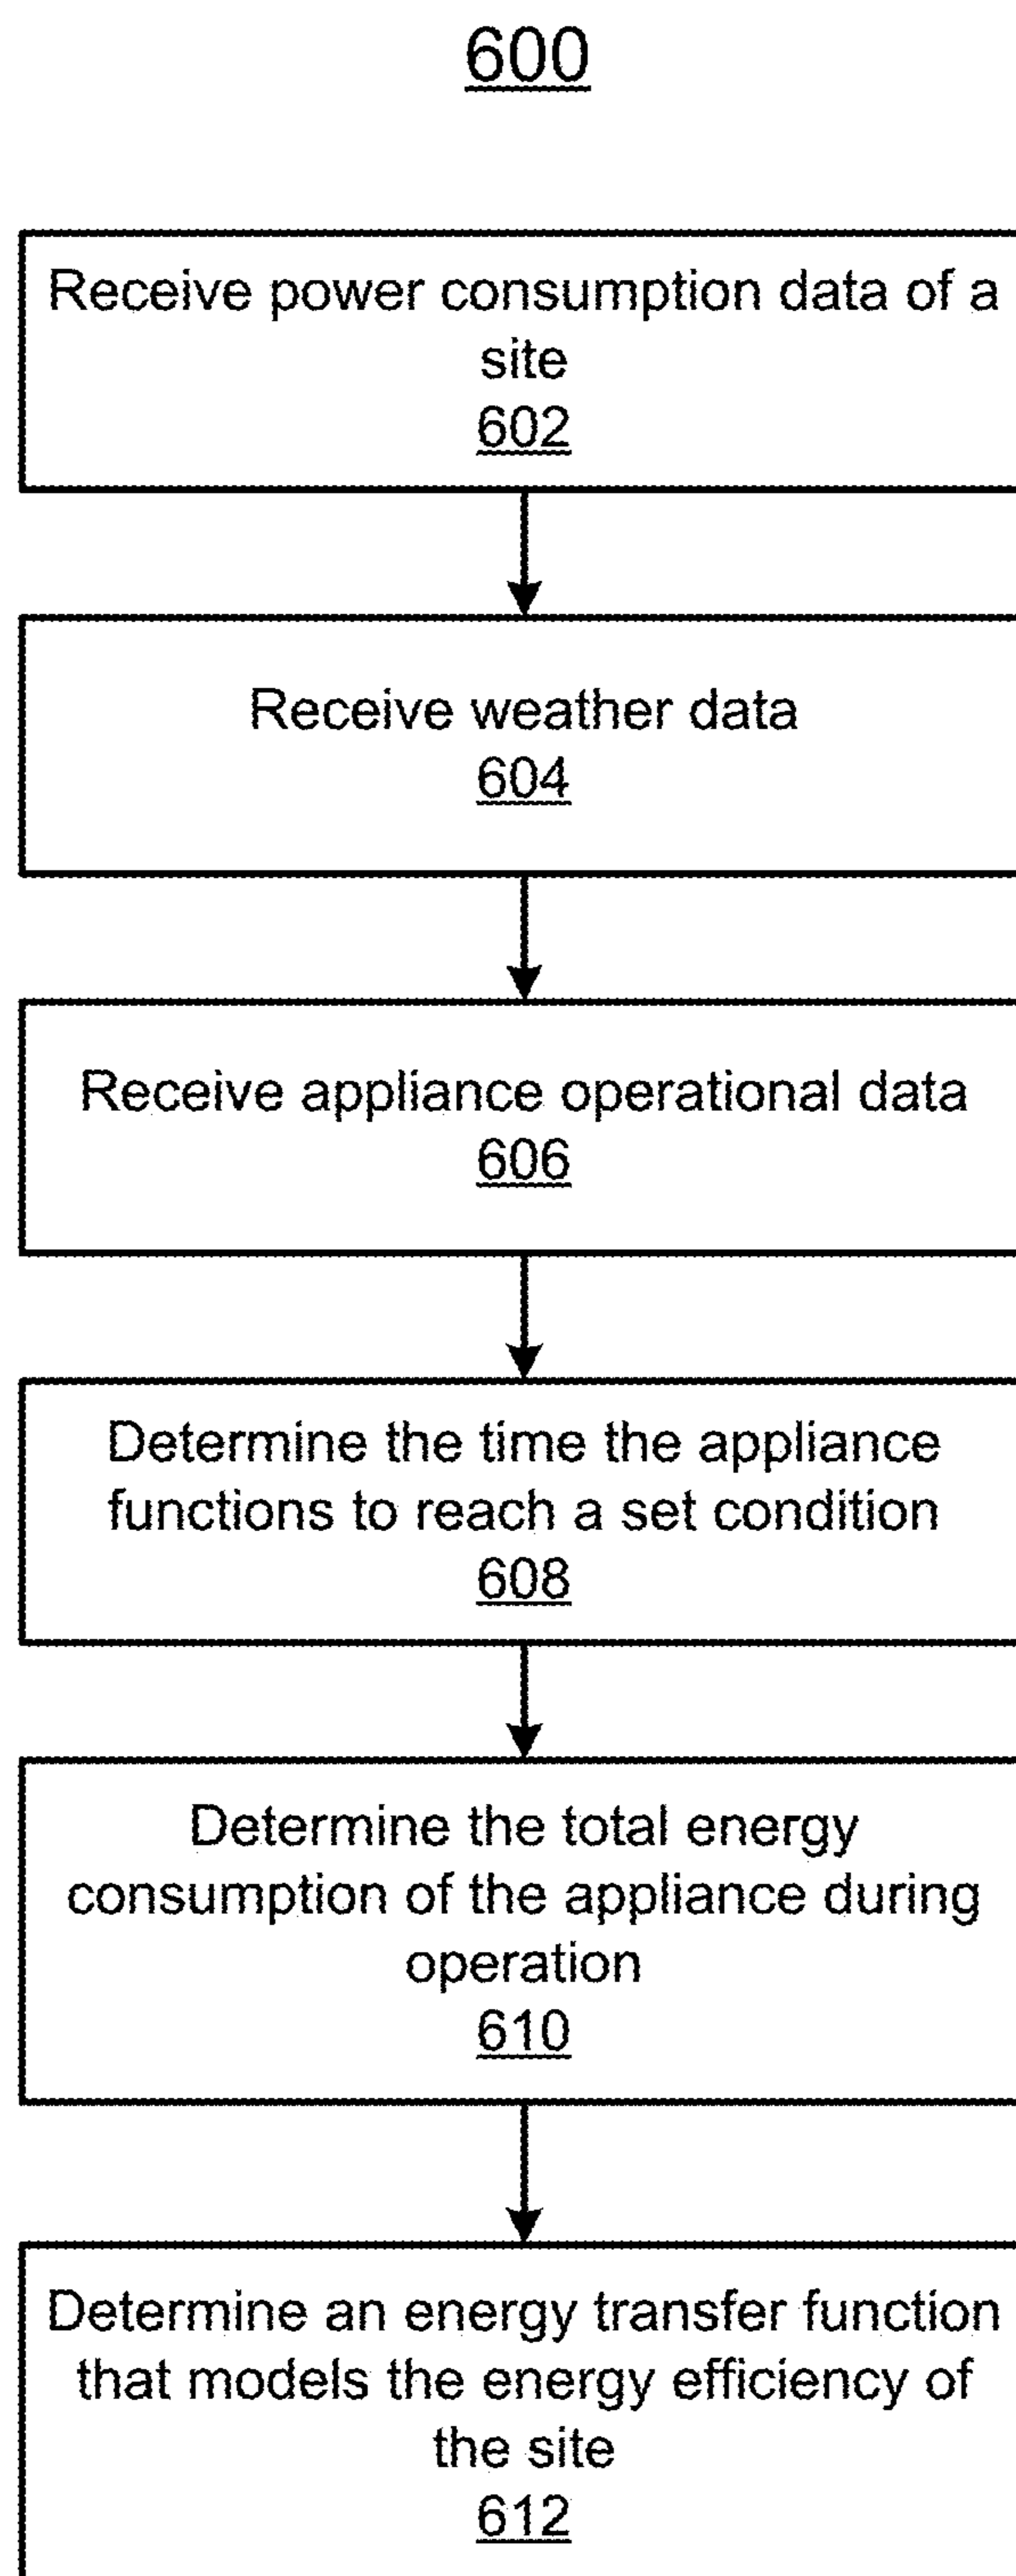 600
Receive power consumption data of a
site
602
Receive weather data
604
Receive appliance operational data
606
Determine the time the appliance
functions to reach a set condition
608
Determine the total energy
consumption of the appliance during
operation
610
Determine an energy transfer function
that models the energy efficiency of
the site
612